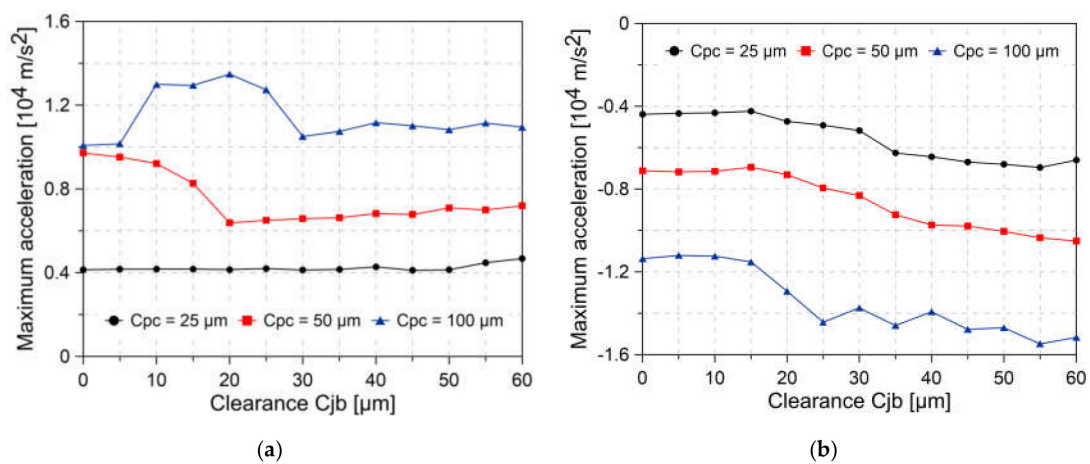 1.6
1.2
0.8
0.4
0
Maximum acceleration [10⁴ m/s²]
Cpc = 25 μm Cpc = 50 μm Cpc = 100 μm
0 10 20 30 40 50 60
Clearance Cjb [μm]
(a)
0
-0.4
-0.8
-1.2
-1.6
Maximum acceleration [10⁴ m/s²]
Cpc = 25 μm Cpc = 50 μm Cpc = 100 μm
0 10 20 30 40 50 60
Clearance Cjb [μm]
(b)